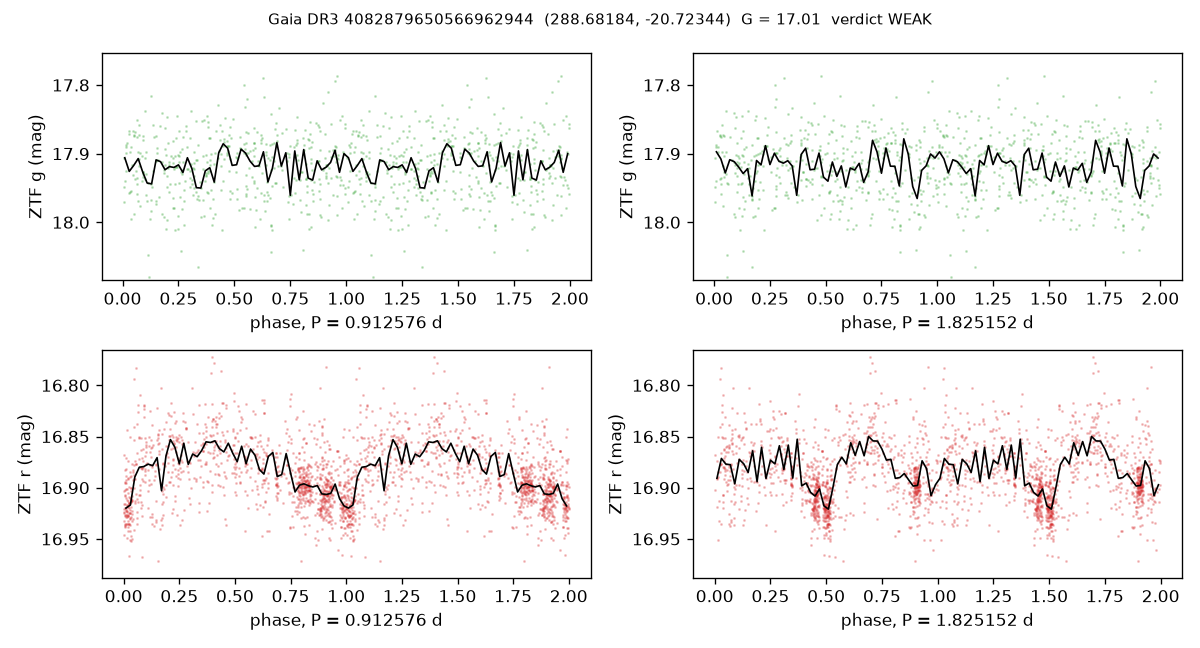 Gaia DR3 4082879650566962944 (288.68184, -20.72344) G = 17.01 verdict WEAK
ZTF g (mag)
17.8
17.9
18.0
0.00 0.25 0.50 0.75 1.00 1.25 1.50 1.75 2.00
phase, P = 0.912576 d
ZTF g (mag)
17.8
17.9
18.0
0.00 0.25 0.50 0.75 1.00 1.25 1.50 1.75 2.00
phase, P = 1.825152 d
ZTF r (mag)
16.80
16.85
16.90
16.95
0.00 0.25 0.50 0.75 1.00 1.25 1.50 1.75 2.00
phase, P = 0.912576 d
ZTF r (mag)
16.80
16.85
16.90
16.95
0.00 0.25 0.50 0.75 1.00 1.25 1.50 1.75 2.00
phase, P = 1.825152 d